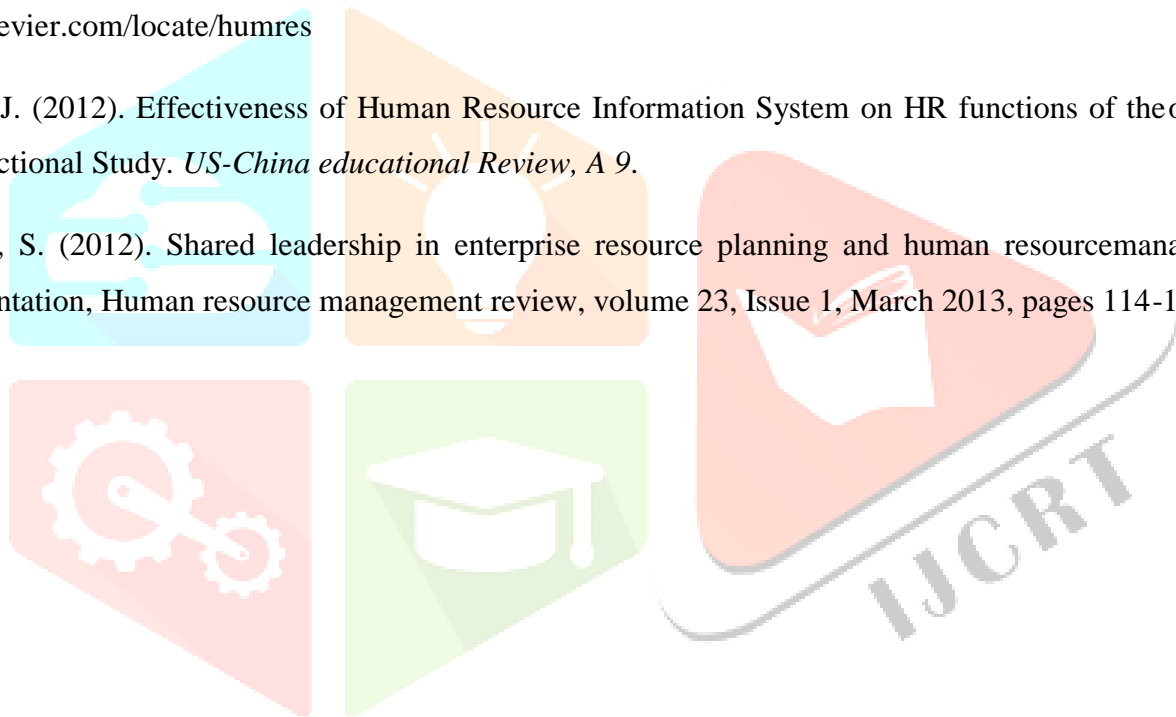 evier.com/locate/humres
J. (2012). Effectiveness of Human Resource Information System on HR functions of theo
ctional Study. US-China educational Review, A 9.
, S. (2012). Shared leadership in enterprise resource planning and human resourcemana
ntation, Human resource management review, volume 23, Issue 1, March 2013, pages 114-1
IJCRT